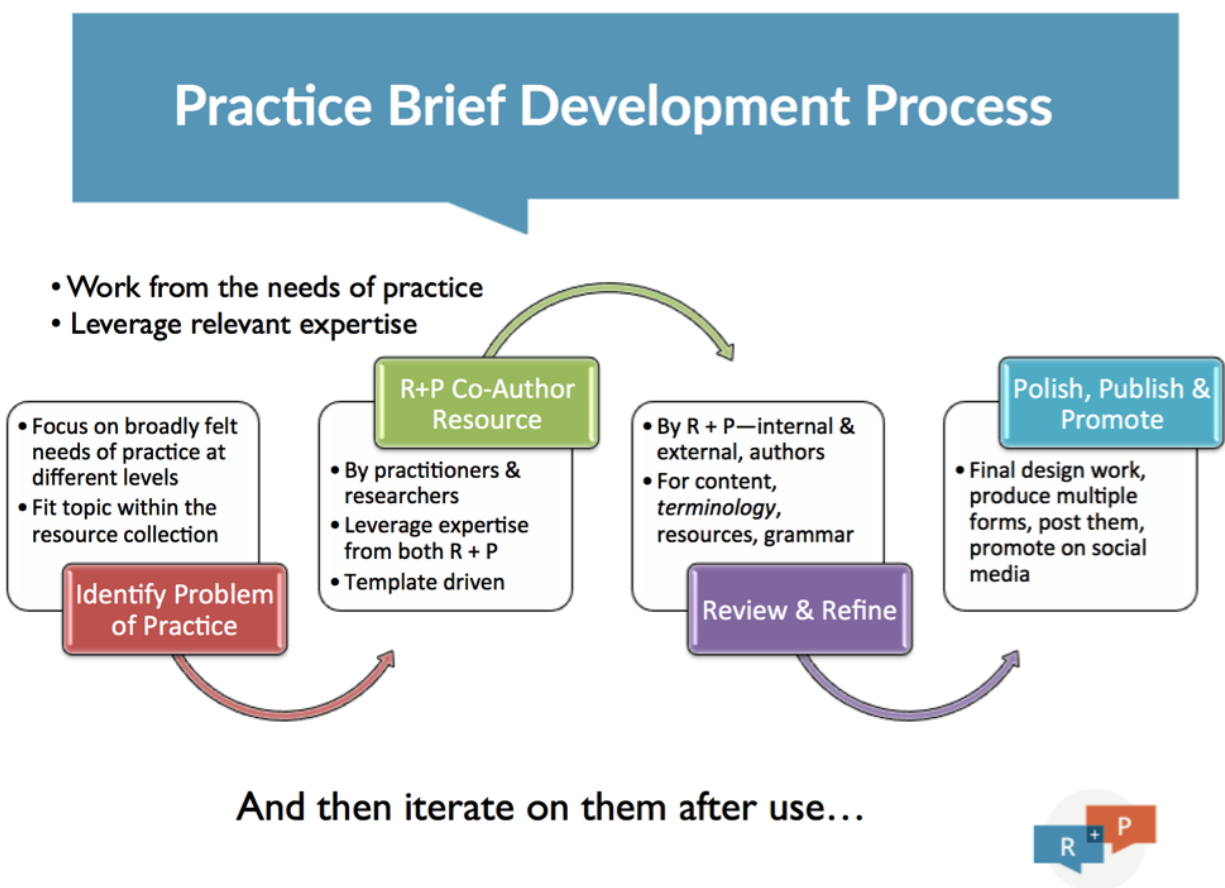 Practice Brief Development Process
• Work from the needs of practice
• Leverage relevant expertise
• Focus on broadly felt
needs of practice at
different levels
• Fit topic within the
resource collection
Identify Problem
of Practice
R+P Co-Author
Resource
• By practitioners &
researchers
• Leverage expertise
from both R + P
• Template driven
• By R + P—internal &
external, authors
• For content,
terminology,
resources, grammar
Review & Refine
Polish, Publish &
Promote
• Final design work,
produce multiple
forms, post them,
promote on social
media
And then iterate on them after use…
R + P